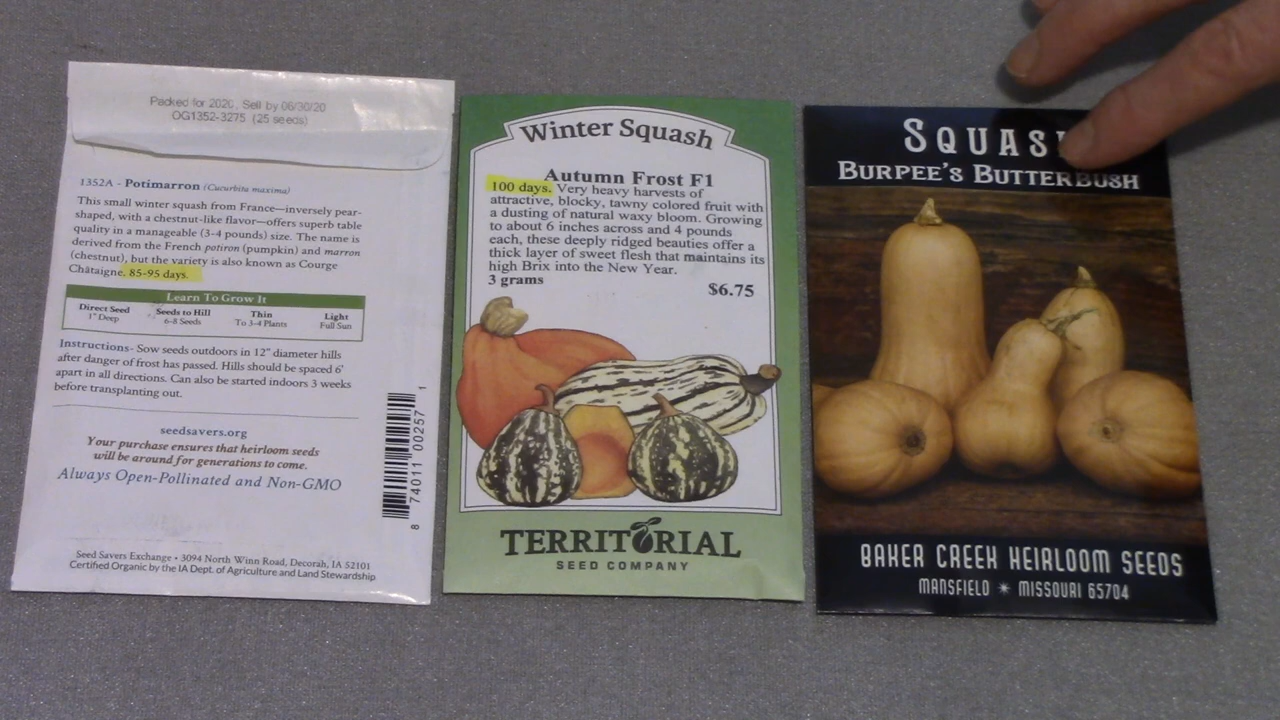 Packed for 2020, Sell by 06/30/20
OG1352-3275 (25 seeds)
1352A - Potimarron (Cucurbita maxima)
This small winter squash from France—inversely pear-
shaped, with a chestnut-like flavor—offers superb table
quality in a manageable (3-4 pounds) size. The name is
derived from the French potiron (pumpkin) and marron
(chestnut), but the variety is also known as Courge
Châtaigne. 85-95 days.
Learn To Grow It
Direct Seed Seeds to Hill Thin Light
1" Deep 6-8 Seeds To 3-4 Plants Full Sun
Instructions- Sow seeds outdoors in 12" diameter hills
after danger of frost has passed. Hills should be spaced 6'
apart in all directions. Can also be started indoors 3 weeks
before transplanting out.
seedsavers.org
Your purchase ensures that heirloom seeds
will be around for generations to come.
Always Open-Pollinated and Non-GMO
8 74011 00257 1
Seed Savers Exchange • 3094 North Winn Road, Decorah, IA 52101
Certified Organic by the IA Dept. of Agriculture and Land Stewardship
Winter Squash
Autumn Frost F1
100 days. Very heavy harvests of
attractive, blocky, tawny colored fruit with
a dusting of natural waxy bloom. Growing
to about 6 inches across and 4 pounds
each, these deeply ridged beauties offer a
thick layer of sweet flesh that maintains its
high Brix into the New Year.
3 grams $6.75
TERRITORIAL
SEED COMPANY
SQUAS
BURPEE'S BUTTERBUSH
BAKER CREEK HEIRLOOM SEEDS
MANSFIELD ✷ MISSOURI 65704